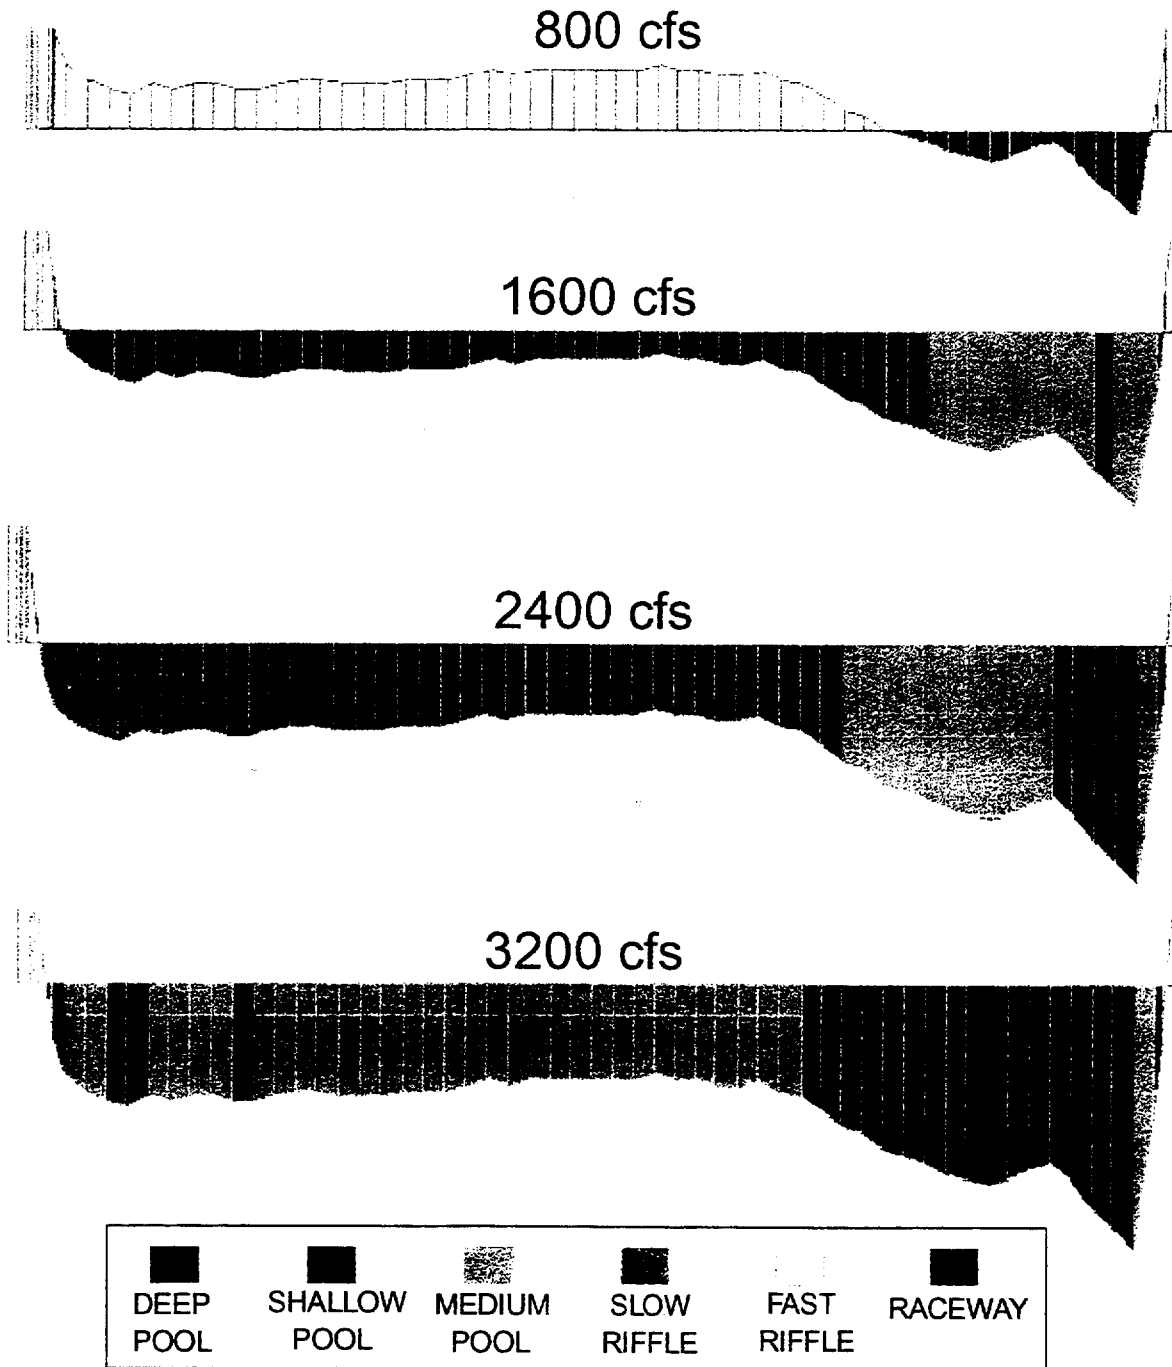 800 cfs
1600 cfs
2400 cfs
3200 cfs
DEEP POOL
SHALLOW POOL
MEDIUM POOL
SLOW RIFFLE
FAST RIFFLE
RACEWAY